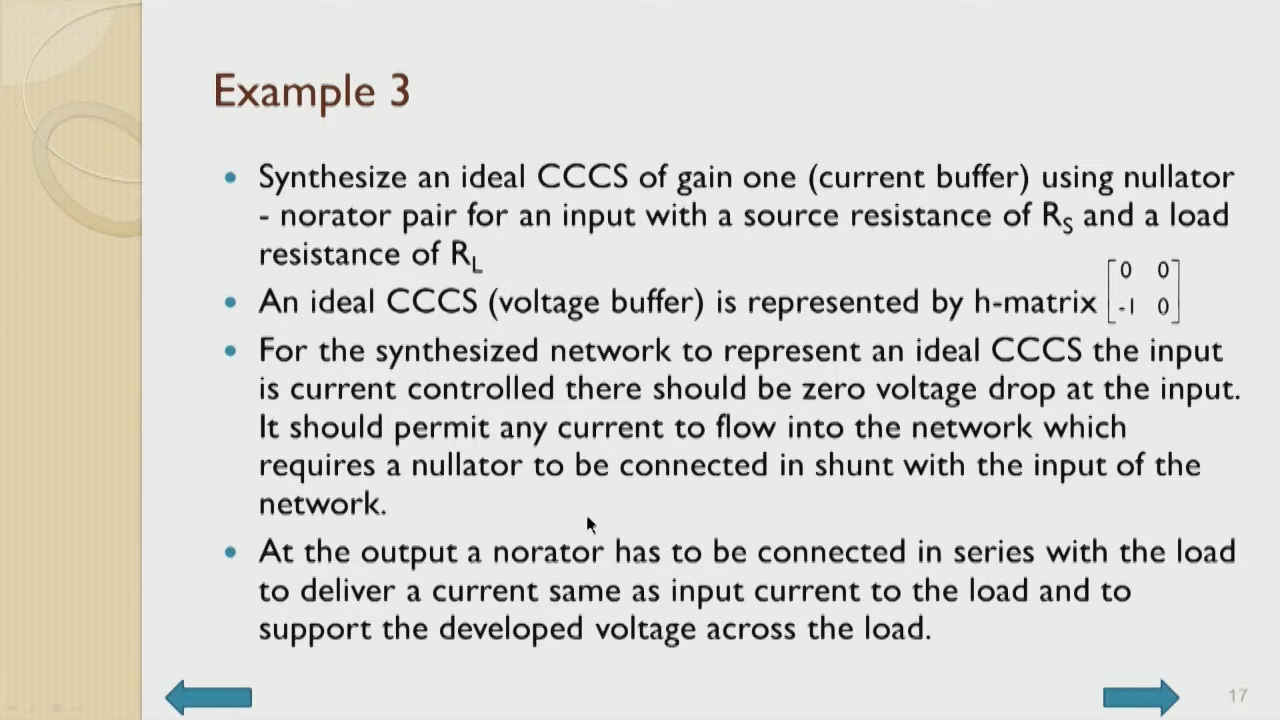 Example 3
• Synthesize an ideal CCCS of gain one (current buffer) using nullator
- norator pair for an input with a source resistance of RS and a load
resistance of RL
• An ideal CCCS (voltage buffer) is represented by h-matrix [0 0
-1 0]
• For the synthesized network to represent an ideal CCCS the input
is current controlled there should be zero voltage drop at the input.
It should permit any current to flow into the network which
requires a nullator to be connected in shunt with the input of the
network.
• At the output a norator has to be connected in series with the load
to deliver a current same as input current to the load and to
support the developed voltage across the load.
17